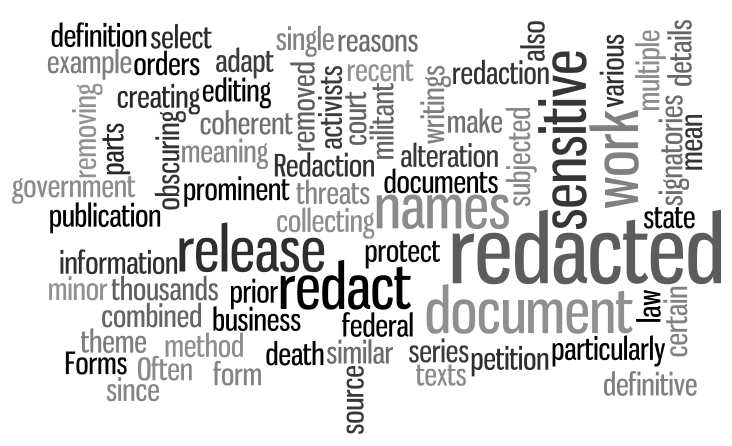 definition select
single reasons
also
example orders
adapt
removed
activists
recent
redaction
sensitive
various
multiple
details
removing
creating editing
court
militant
writings
parts
obscuring
coherent
make
subjected
work
signatories
mean
meaning
Redaction
alteration
government
prominent
threats
documents
publication
collecting
names
state
information
release
protect
redacted
minor thousands
prior
redact
document
law
certain
combined
business
federal
theme
method
death
similar
series
petition
particularly
Forms
Often
form
source
texts
definitive
since